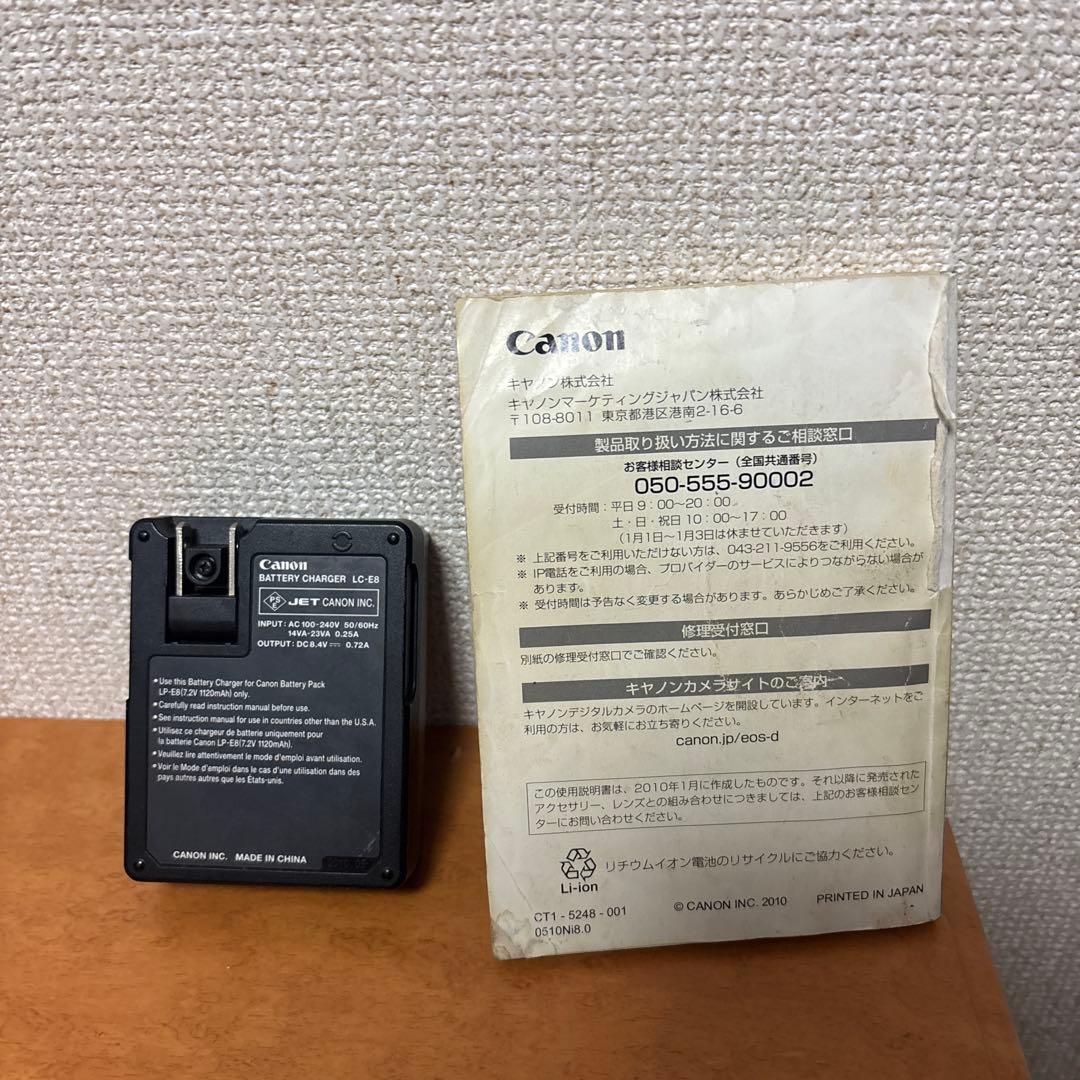 Canon
BATTERY CHARGER LC-E8
PS
E JET CANON INC.
INPUT: AC100-240V 50/60Hz
14VA-23VA 0.25A
OUTPUT: DC8.4V⎓ 0.72A
•Use this Battery Charger for Canon Battery Pack
LP-E8(7.2V 1120mAh) only.
•Carefully read instruction manual before use.
•See instruction manual for use in countries other than the U.S.A.
•Utilisez ce chargeur de batterie uniquement pour
la batterie Canon LP-E8(7.2V 1120mAh).
•Veuillez lire attentivement le mode d'emploi avant utilisation.
•Voir le Mode d'emploi dans le cas d'une utilisation dans des
pays autres autres que les États-unis.
CANON INC. MADE IN CHINA
Canon
キヤノン株式会社
キヤノンマーケティングジャパン株式会社
〒108-8011 東京都港区港南2-16-6
製品取り扱い方法に関するご相談窓口
お客様相談センター（全国共通番号）
050-555-90002
受付時間：平日 9：00～20：00
土・日・祝日 10：00～17：00
（1月1日～1月3日は休ませていただきます）
※ 上記番号をご利用いただけない方は、043-211-9556をご利用ください。
※ IP電話をご利用の場合、プロバイダーのサービスによりつながらない場合が
あります。
※ 受付時間は予告なく変更する場合があります。あらかじめご了承ください。
修理受付窓口
別紙の修理受付窓口でご確認ください。
キヤノンカメラサイトのご案内
キヤノンデジタルカメラのホームページを開設しています。インターネットをご
利用の方は、お気軽にお立ち寄りください。
canon.jp/eos-d
この使用説明書は、2010年1月に作成したものです。それ以降に発売された
アクセサリー、レンズとの組み合わせにつきましては、上記のお客様相談セン
ターにお問い合わせください。
Li-ion
リチウムイオン電池のリサイクルにご協力ください。
CT1 - 5248 - 001
0510Ni8.0
© CANON INC. 2010
PRINTED IN JAPAN